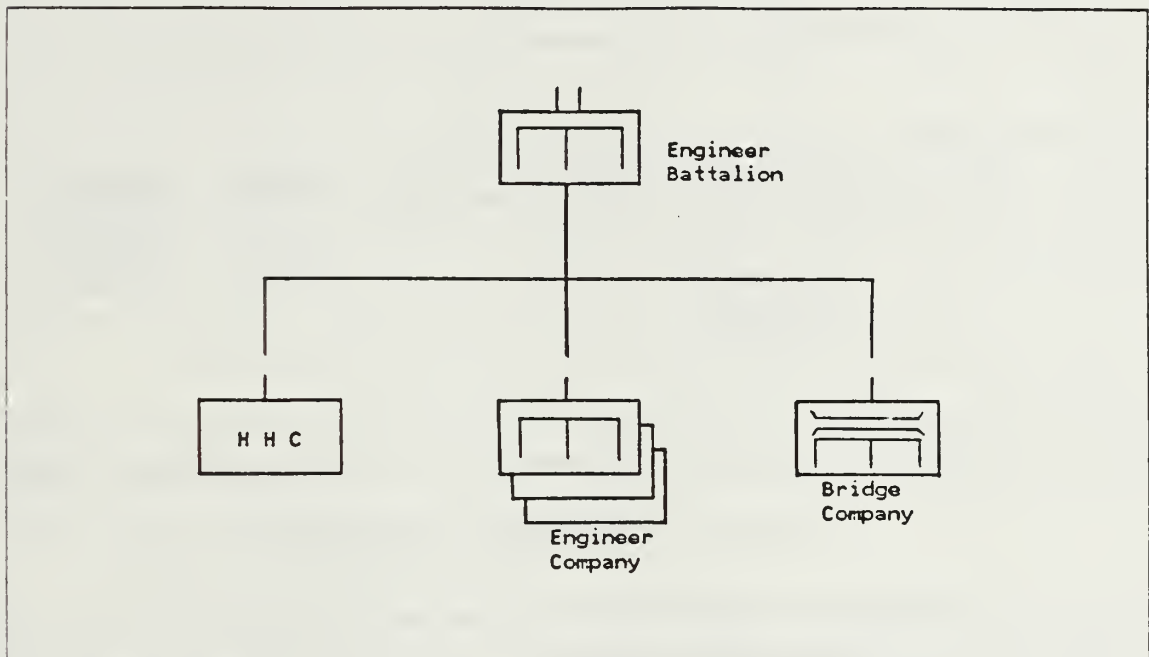 Engineer
Battalion
H H C
Engineer
Company
Bridge
Company